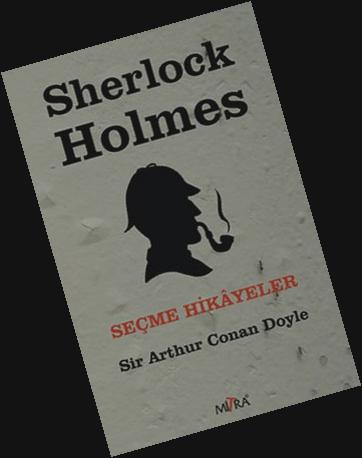 Sherlock
Holmes
SEÇME HİKÂYELER
Sir Arthur Conan Doyle
MİTRA